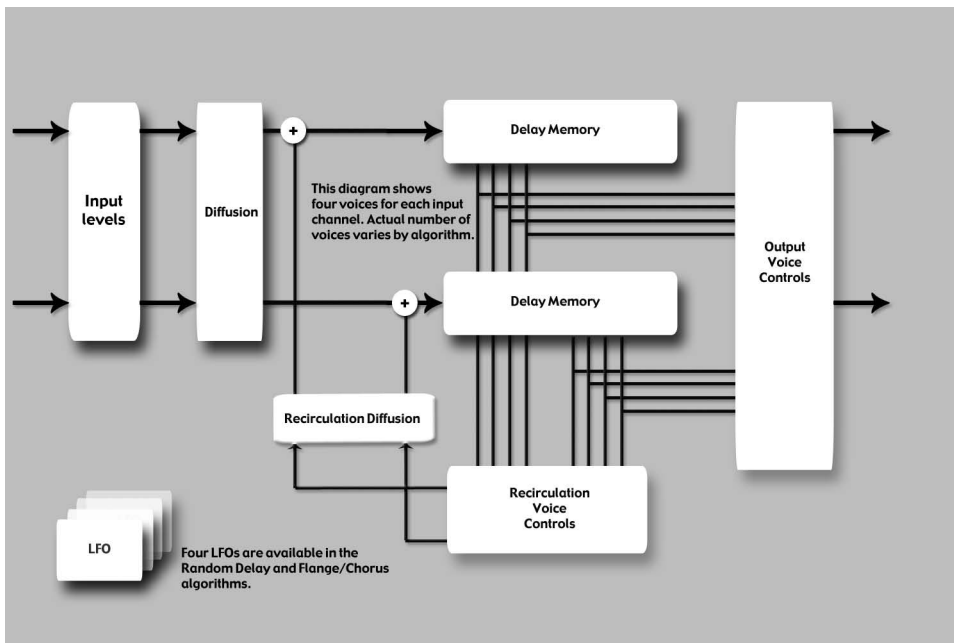 Input
levels
Diffusion
+
Delay Memory
This diagram shows
four voices for each input
channel. Actual number of
voices varies by algorithm.
Delay Memory
+
Output
Voice
Controls
Recirculation Diffusion
Recirculation
Voice
Controls
LFO
Four LFOs are available in the
Random Delay and Flange/Chorus
algorithms.